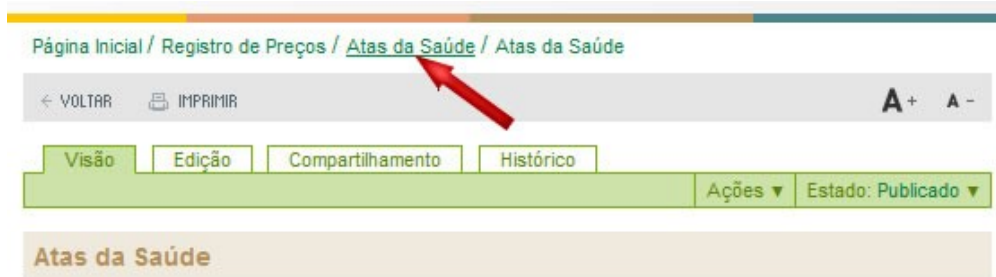 Página Inicial / Registro de Preços / Atas da Saúde / Atas da Saúde
← VOLTAR IMPRIMIR A+ A-
Visão Edição Compartilhamento Histórico
Ações ▼ Estado: Publicado ▼
Atas da Saúde